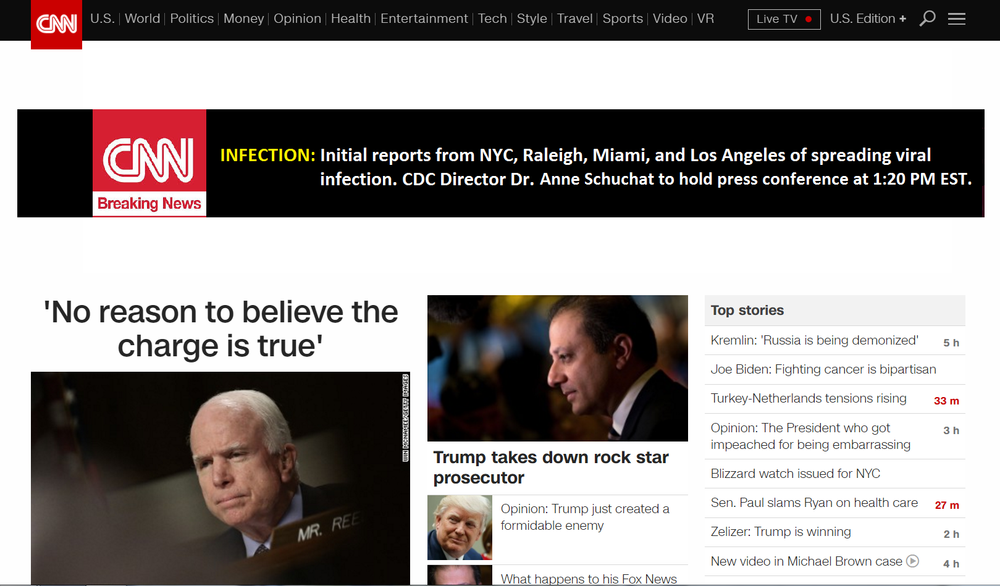 CNN
U.S. World Politics Money Opinion Health Entertainment Tech Style Travel Sports Video VR Live TV U.S. Edition +
CNN
Breaking News
INFECTION: Initial reports from NYC, Raleigh, Miami, and Los Angeles of spreading viral
infection. CDC Director Dr. Anne Schuchat to hold press conference at 1:20 PM EST.
'No reason to believe the
charge is true'
WIN MCNAMEE/GETTY IMAGES
MR. REE
Trump takes down rock star
prosecutor
Opinion: Trump just created a
formidable enemy
What happens to his Fox News
Top stories
Kremlin: 'Russia is being demonized' 5 h
Joe Biden: Fighting cancer is bipartisan
Turkey-Netherlands tensions rising 33 m
Opinion: The President who got 3 h
impeached for being embarrassing
Blizzard watch issued for NYC
Sen. Paul slams Ryan on health care 27 m
Zelizer: Trump is winning 2 h
New video in Michael Brown case 4 h